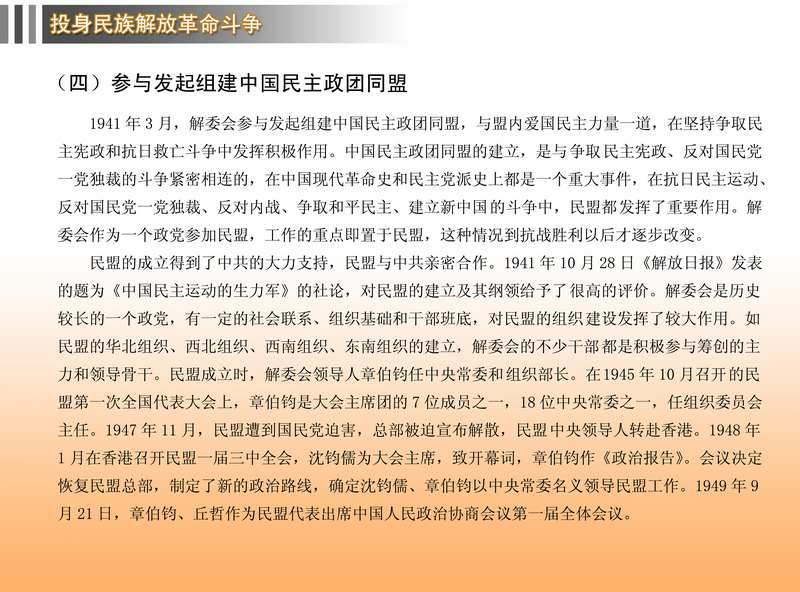 投身民族解放革命斗争
（四）参与发起组建中国民主政团同盟
1941 年 3 月，解委会参与发起组建中国民主政团同盟，与盟内爱国民主力量一道，在坚持争取民
主宪政和抗日救亡斗争中发挥积极作用。中国民主政团同盟的建立，是与争取民主宪政、反对国民党
一党独裁的斗争紧密相连的，在中国现代革命史和民主党派史上都是一个重大事件，在抗日民主运动、
反对国民党一党独裁、反对内战、争取和平民主、建立新中国的斗争中，民盟都发挥了重要作用。解
委会作为一个政党参加民盟，工作的重点即置于民盟，这种情况到抗战胜利以后才逐步改变。
民盟的成立得到了中共的大力支持，民盟与中共亲密合作。1941 年 10 月 28 日《解放日报》发表
的题为《中国民主运动的生力军》的社论，对民盟的建立及其纲领给予了很高的评价。解委会是历史
较长的一个政党，有一定的社会联系、组织基础和干部班底，对民盟的组织建设发挥了较大作用。如
民盟的华北组织、西北组织、西南组织、东南组织的建立，解委会的不少干部都是积极参与筹创的主
力和领导骨干。民盟成立时，解委会领导人章伯钧任中央常委和组织部长。在1945 年 10 月召开的民
盟第一次全国代表大会上，章伯钧是大会主席团的 7 位成员之一，18 位中央常委之一，任组织委员会
主任。1947 年 11 月，民盟遭到国民党迫害，总部被迫宣布解散，民盟中央领导人转赴香港。1948 年
1 月在香港召开民盟一届三中全会，沈钧儒为大会主席，致开幕词，章伯钧作《政治报告》。会议决定
恢复民盟总部，制定了新的政治路线，确定沈钧儒、章伯钧以中央常委名义领导民盟工作。1949 年 9
月 21 日，章伯钧、丘哲作为民盟代表出席中国人民政治协商会议第一届全体会议。